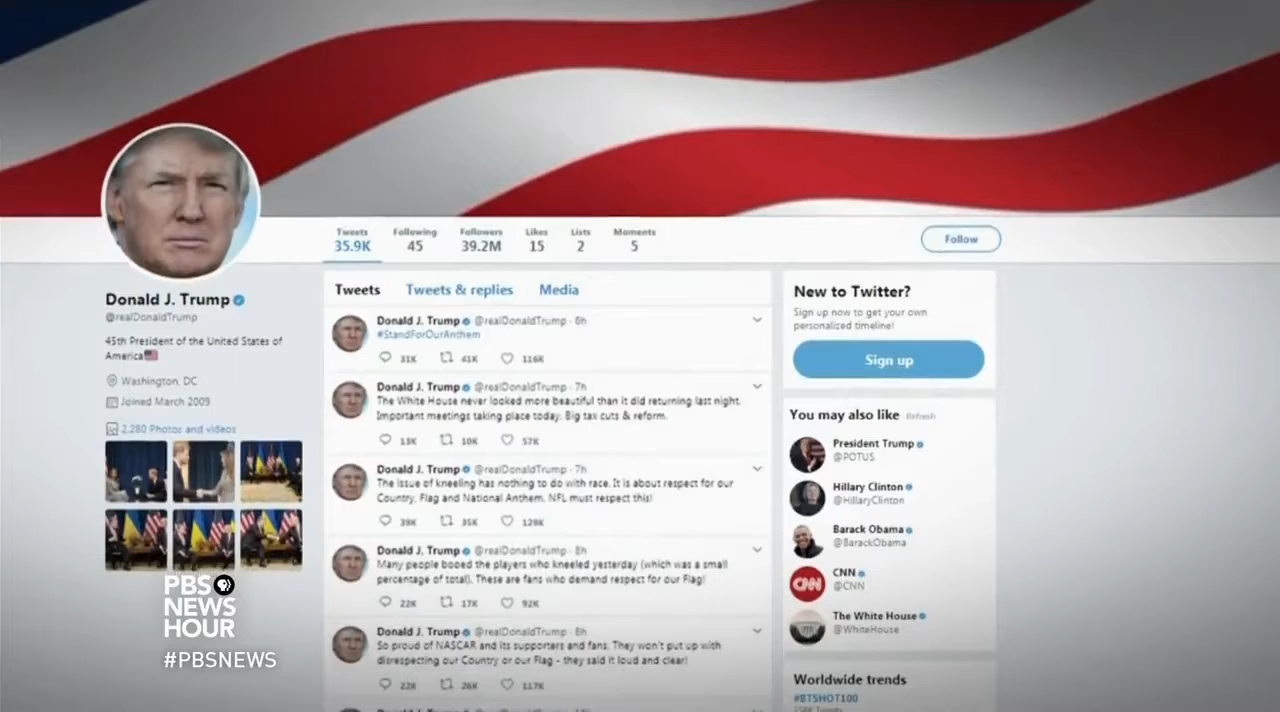 Tweets Following Followers Likes Lists Moments
35.9K 45 39.2M 15 2 5
Follow
Donald J. Trump
@realDonaldTrump
45th President of the United States of
America
Washington, DC
Joined March 2009
2,280 Photos and videos
PBS
NEWS
HOUR
#PBSNEWS
Tweets Tweets & replies Media
Donald J. Trump @realDonaldTrump · 6h
#StandForOurAnthem
31K 41K 116K
Donald J. Trump @realDonaldTrump · 7h
The White House never looked more beautiful than it did returning last night.
Important meetings taking place today. Big tax cuts & reform.
13K 10K 57K
Donald J. Trump @realDonaldTrump · 7h
The issue of kneeling has nothing to do with race. It is about respect for our
Country, Flag and National Anthem. NFL must respect this!
39K 35K 129K
Donald J. Trump @realDonaldTrump · 8h
Many people booed the players who kneeled yesterday (which was a small
percentage of total). These are fans who demand respect for our Flag!
22K 17K 92K
Donald J. Trump @realDonaldTrump · 8h
So proud of NASCAR and its supporters and fans. They won't put up with
disrespecting our Country or our Flag - they said it loud and clear!
22K 26K 117K
New to Twitter?
Sign up now to get your own
personalized timeline!
Sign up
You may also like Refresh
President Trump
@POTUS
Hillary Clinton
@HillaryClinton
Barack Obama
@BarackObama
CNN
CNN
@CNN
The White House
@WhiteHouse
Worldwide trends
#BTSHOT100